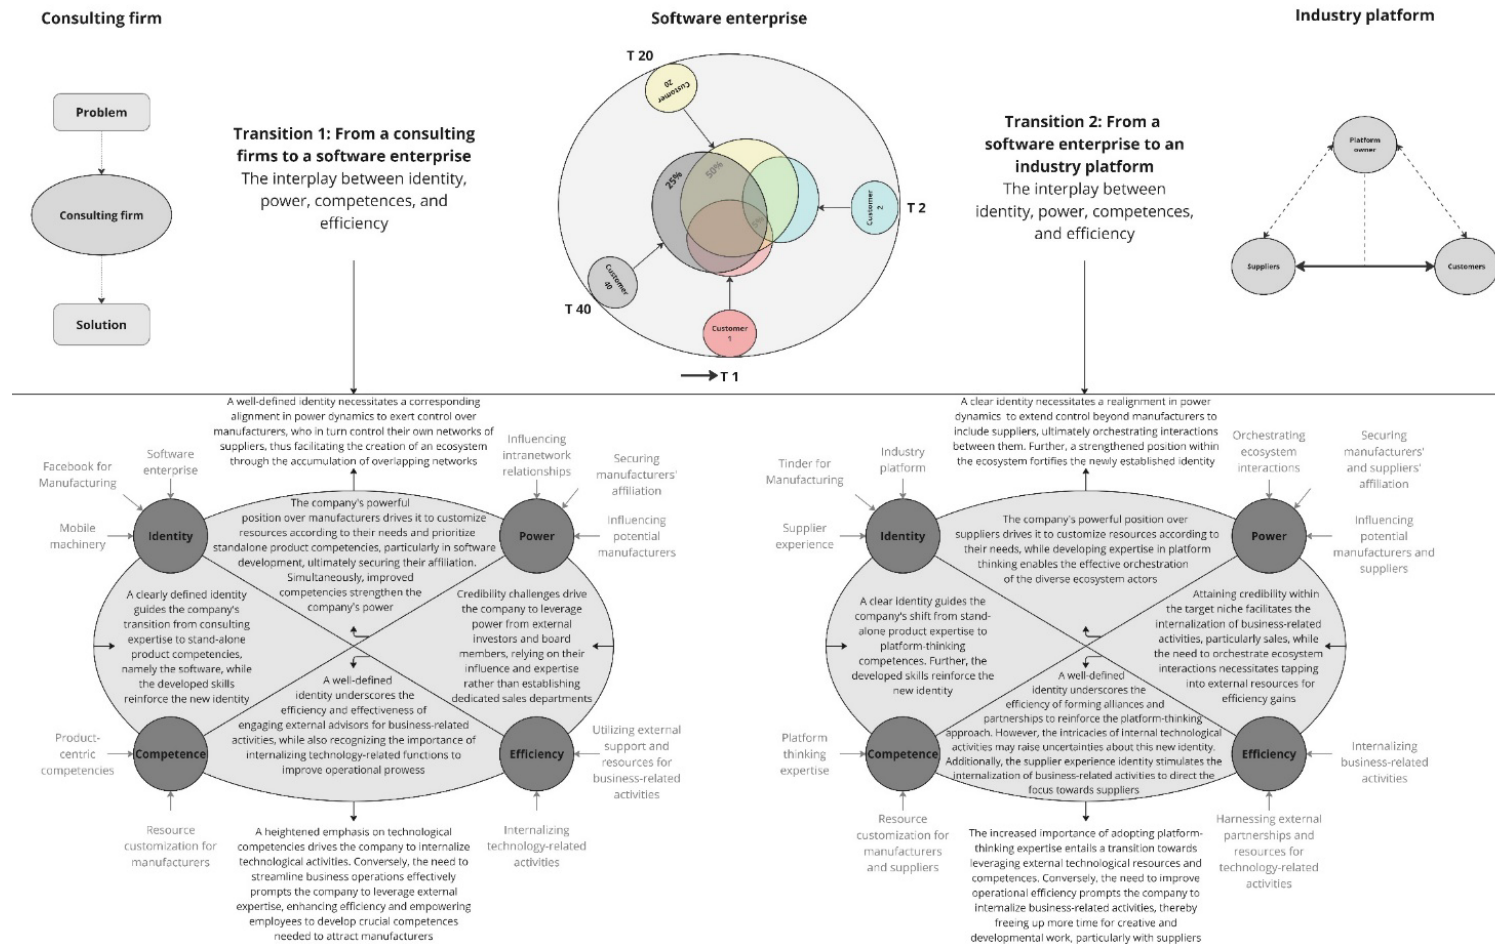 Consulting firm
Software enterprise
Industry platform
Problem
Consulting firm
Solution
Transition 1: From a consulting
firms to a software enterprise
The interplay between identity,
power, competences, and
efficiency
T 20
Customer
20
50%
25%
Customer
2
T 2
Customer
40
T 40
Customer
1
T 1
Transition 2: From a
software enterprise to an
industry platform
The interplay between
identity, power, competences,
and efficiency
Platform
owner
Suppliers
Customers
A well-defined identity necessitates a corresponding
alignment in power dynamics to exert control over
manufacturers, who in turn control their own networks of
suppliers, thus facilitating the creation of an ecosystem
through the accumulation of overlapping networks
Facebook for
Manufacturing
Software
enterprise
Mobile
machinery
Identity
Influencing
intranetwork
relationships
Securing
manufacturers'
affiliation
Influencing
potential
manufacturers
Power
The company's powerful
position over manufacturers drives it to customize
resources according to their needs and prioritize
standalone product competencies, particularly in software
development, ultimately securing their affiliation.
Simultaneously, improved
competencies strengthen the
company's power
A clearly defined identity
guides the company's
transition from consulting
expertise to stand-alone
product competencies,
namely the software, while
the developed skills
reinforce the new identity
Credibility challenges drive
the company to leverage
power from external
investors and board
members, relying on their
influence and expertise
rather than establishing
dedicated sales departments
A well-defined
identity underscores the
efficiency and effectiveness of
engaging external advisors for business-related
activities, while also recognizing the importance of
internalizing technology-related functions to
improve operational prowess
Product-
centric
competencies
Competence
Resource
customization for
manufacturers
Efficiency
Utilizing external
support and
resources for
business-related
activities
Internalizing
technology-related
activities
A heightened emphasis on technological
competencies drives the company to internalize
technological activities. Conversely, the need to
streamline business operations effectively
prompts the company to leverage external
expertise, enhancing efficiency and empowering
employees to develop crucial competences
needed to attract manufacturers
A clear identity necessitates a realignment in power
dynamics to extend control beyond manufacturers to
include suppliers, ultimately orchestrating interactions
between them. Further, a strengthened position within
the ecosystem fortifies the newly established identity
Tinder for
Manufacturing
Industry
platform
Supplier
experience
Identity
Orchestrating
ecosystem
interactions
Securing
manufacturers'
and suppliers'
affiliation
Influencing
potential
manufacturers and
suppliers
Power
The company's powerful position over
suppliers drives it to customize resources according to
their needs, while developing expertise in platform
thinking enables the effective orchestration
of the diverse ecosystem actors
A clear identity guides the
company's shift from stand-
alone product expertise to
platform-thinking
competences. Further, the
developed skills reinforce the
new identity
Attaining credibility within
the target niche facilitates the
internalization of business-related
activities, particularly sales, while
the need to orchestrate ecosystem
interactions necessitates tapping
into external resources for
efficiency gains
A well-defined
identity underscores the
efficiency of forming alliances and
partnerships to reinforce the platform-thinking
approach. However, the intricacies of internal technological
activities may raise uncertainties about this new identity.
Additionally, the supplier experience identity stimulates the
internalization of business-related activities to direct the
focus towards suppliers
Platform
thinking
expertise
Competence
Resource
customization for
manufacturers
and suppliers
Efficiency
Internalizing
business-related
activities
Harnessing external
partnerships and
resources for
technology-related
activities
The increased importance of adopting platform-
thinking expertise entails a transition towards
leveraging external technological resources and
competences. Conversely, the need to improve
operational efficiency prompts the company to
internalize business-related activities, thereby
freeing up more time for creative and
developmental work, particularly with suppliers